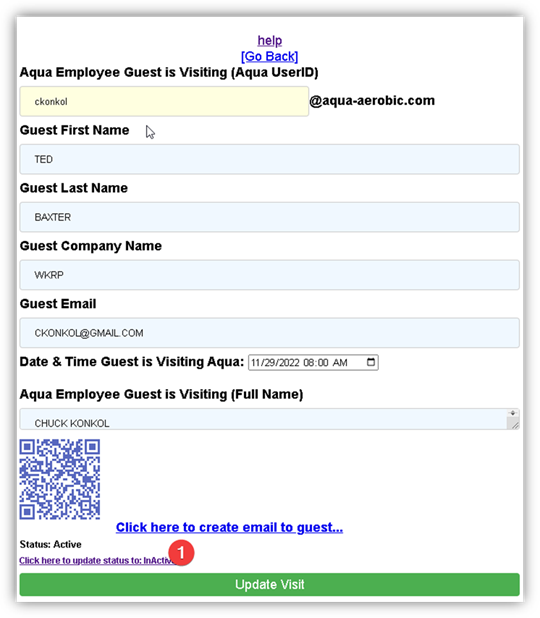 help
[Go Back]
Aqua Employee Guest is Visiting (Aqua UserID)
ckonkol @aqua-aerobic.com
Guest First Name
TED
Guest Last Name
BAXTER
Guest Company Name
WKRP
Guest Email
CKONKOL@GMAIL.COM
Date & Time Guest is Visiting Aqua: 11/29/2022 08:00 AM
Aqua Employee Guest is Visiting (Full Name)
CHUCK KONKOL
Click here to create email to guest...
Status: Active
Click here to update status to: InActive 1
Update Visit